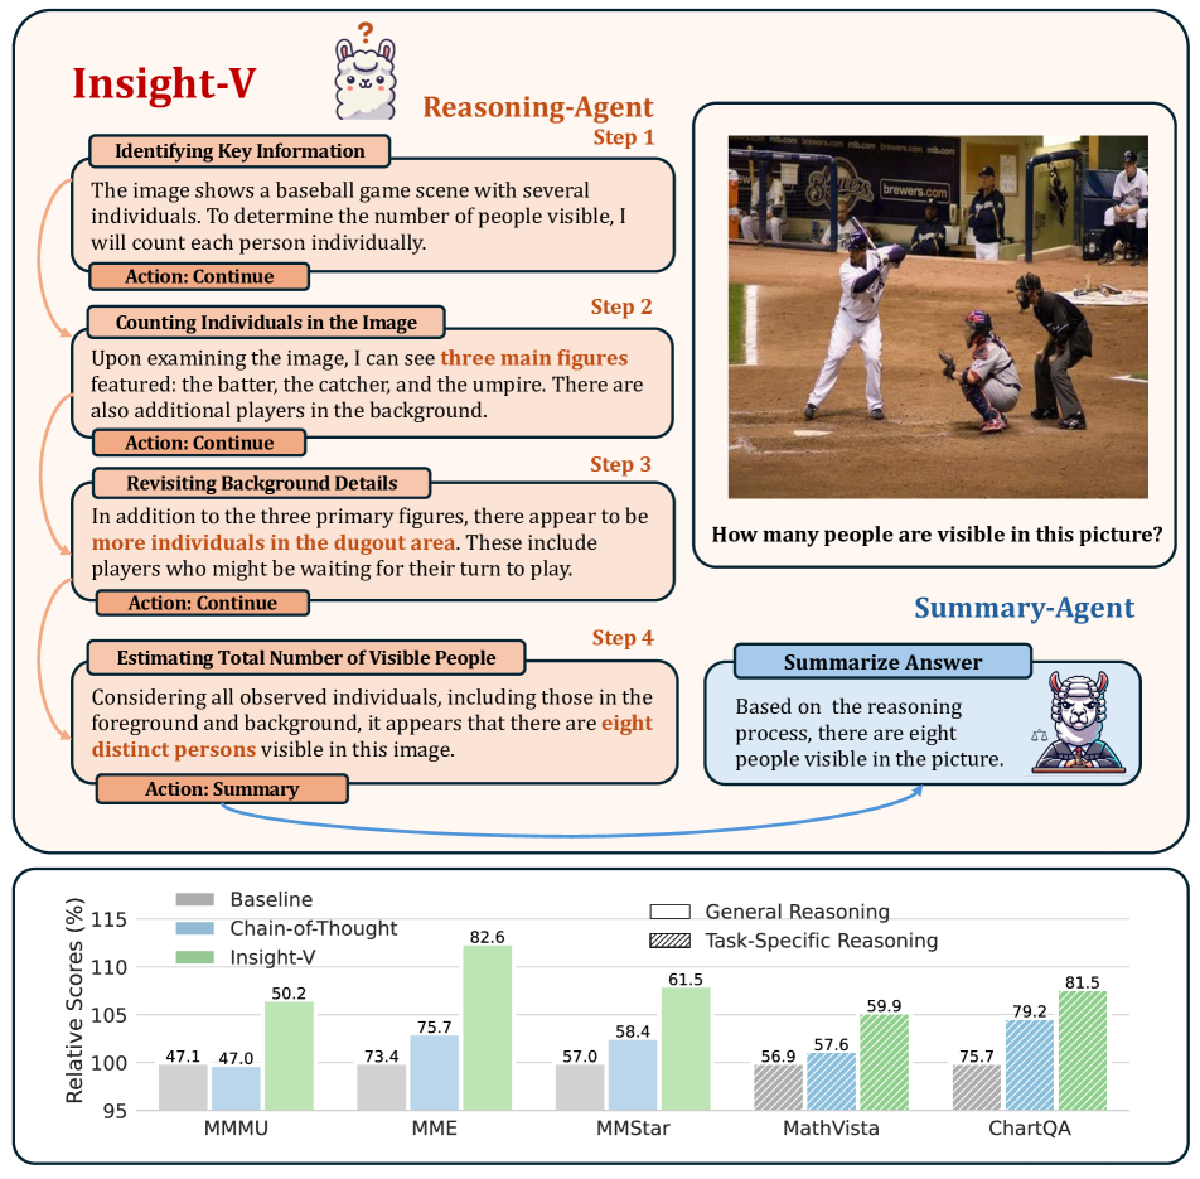 ?
Insight-V
Reasoning-Agent
Step 1
Identifying Key Information
The image shows a baseball game scene with several
individuals. To determine the number of people visible, I
will count each person individually.
Action: Continue
Step 2
Counting Individuals in the Image
Upon examining the image, I can see three main figures
featured: the batter, the catcher, and the umpire. There are
also additional players in the background.
Action: Continue
Step 3
Revisiting Background Details
In addition to the three primary figures, there appear to be
more individuals in the dugout area. These include
players who might be waiting for their turn to play.
Action: Continue
Step 4
Estimating Total Number of Visible People
Considering all observed individuals, including those in the
foreground and background, it appears that there are eight
distinct persons visible in this image.
Action: Summary
Brewers
brewers.com
How many people are visible in this picture?
Summary-Agent
Summarize Answer
Based on the reasoning
process, there are eight
people visible in the picture.
Relative Scores (%)
115
110
105
100
95
Baseline
Chain-of-Thought
Insight-V
General Reasoning
Task-Specific Reasoning
47.1 47.0 50.2
73.4 75.7 82.6
57.0 58.4 61.5
56.9 57.6 59.9
75.7 79.2 81.5
MMMU MME MMStar MathVista ChartQA